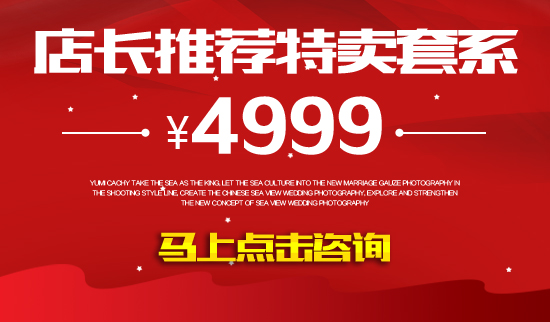 店长推荐特卖套系
¥4999
YUMI CACHY TAKE THE SEA AS THE KING, LET THE SEA CULTURE INTO THE NEW MARRIAGE GAUZE PHOTOGRAPHY IN
THE SHOOTING STYLE LINE, CREATE THE CHINESE SEA VIEW WEDDING PHOTOGRAPHY, EXPLORE AND STRENGTHEN
THE NEW CONCEPT OF SEA VIEW WEDDING PHOTOGRAPHY
马上点击咨询